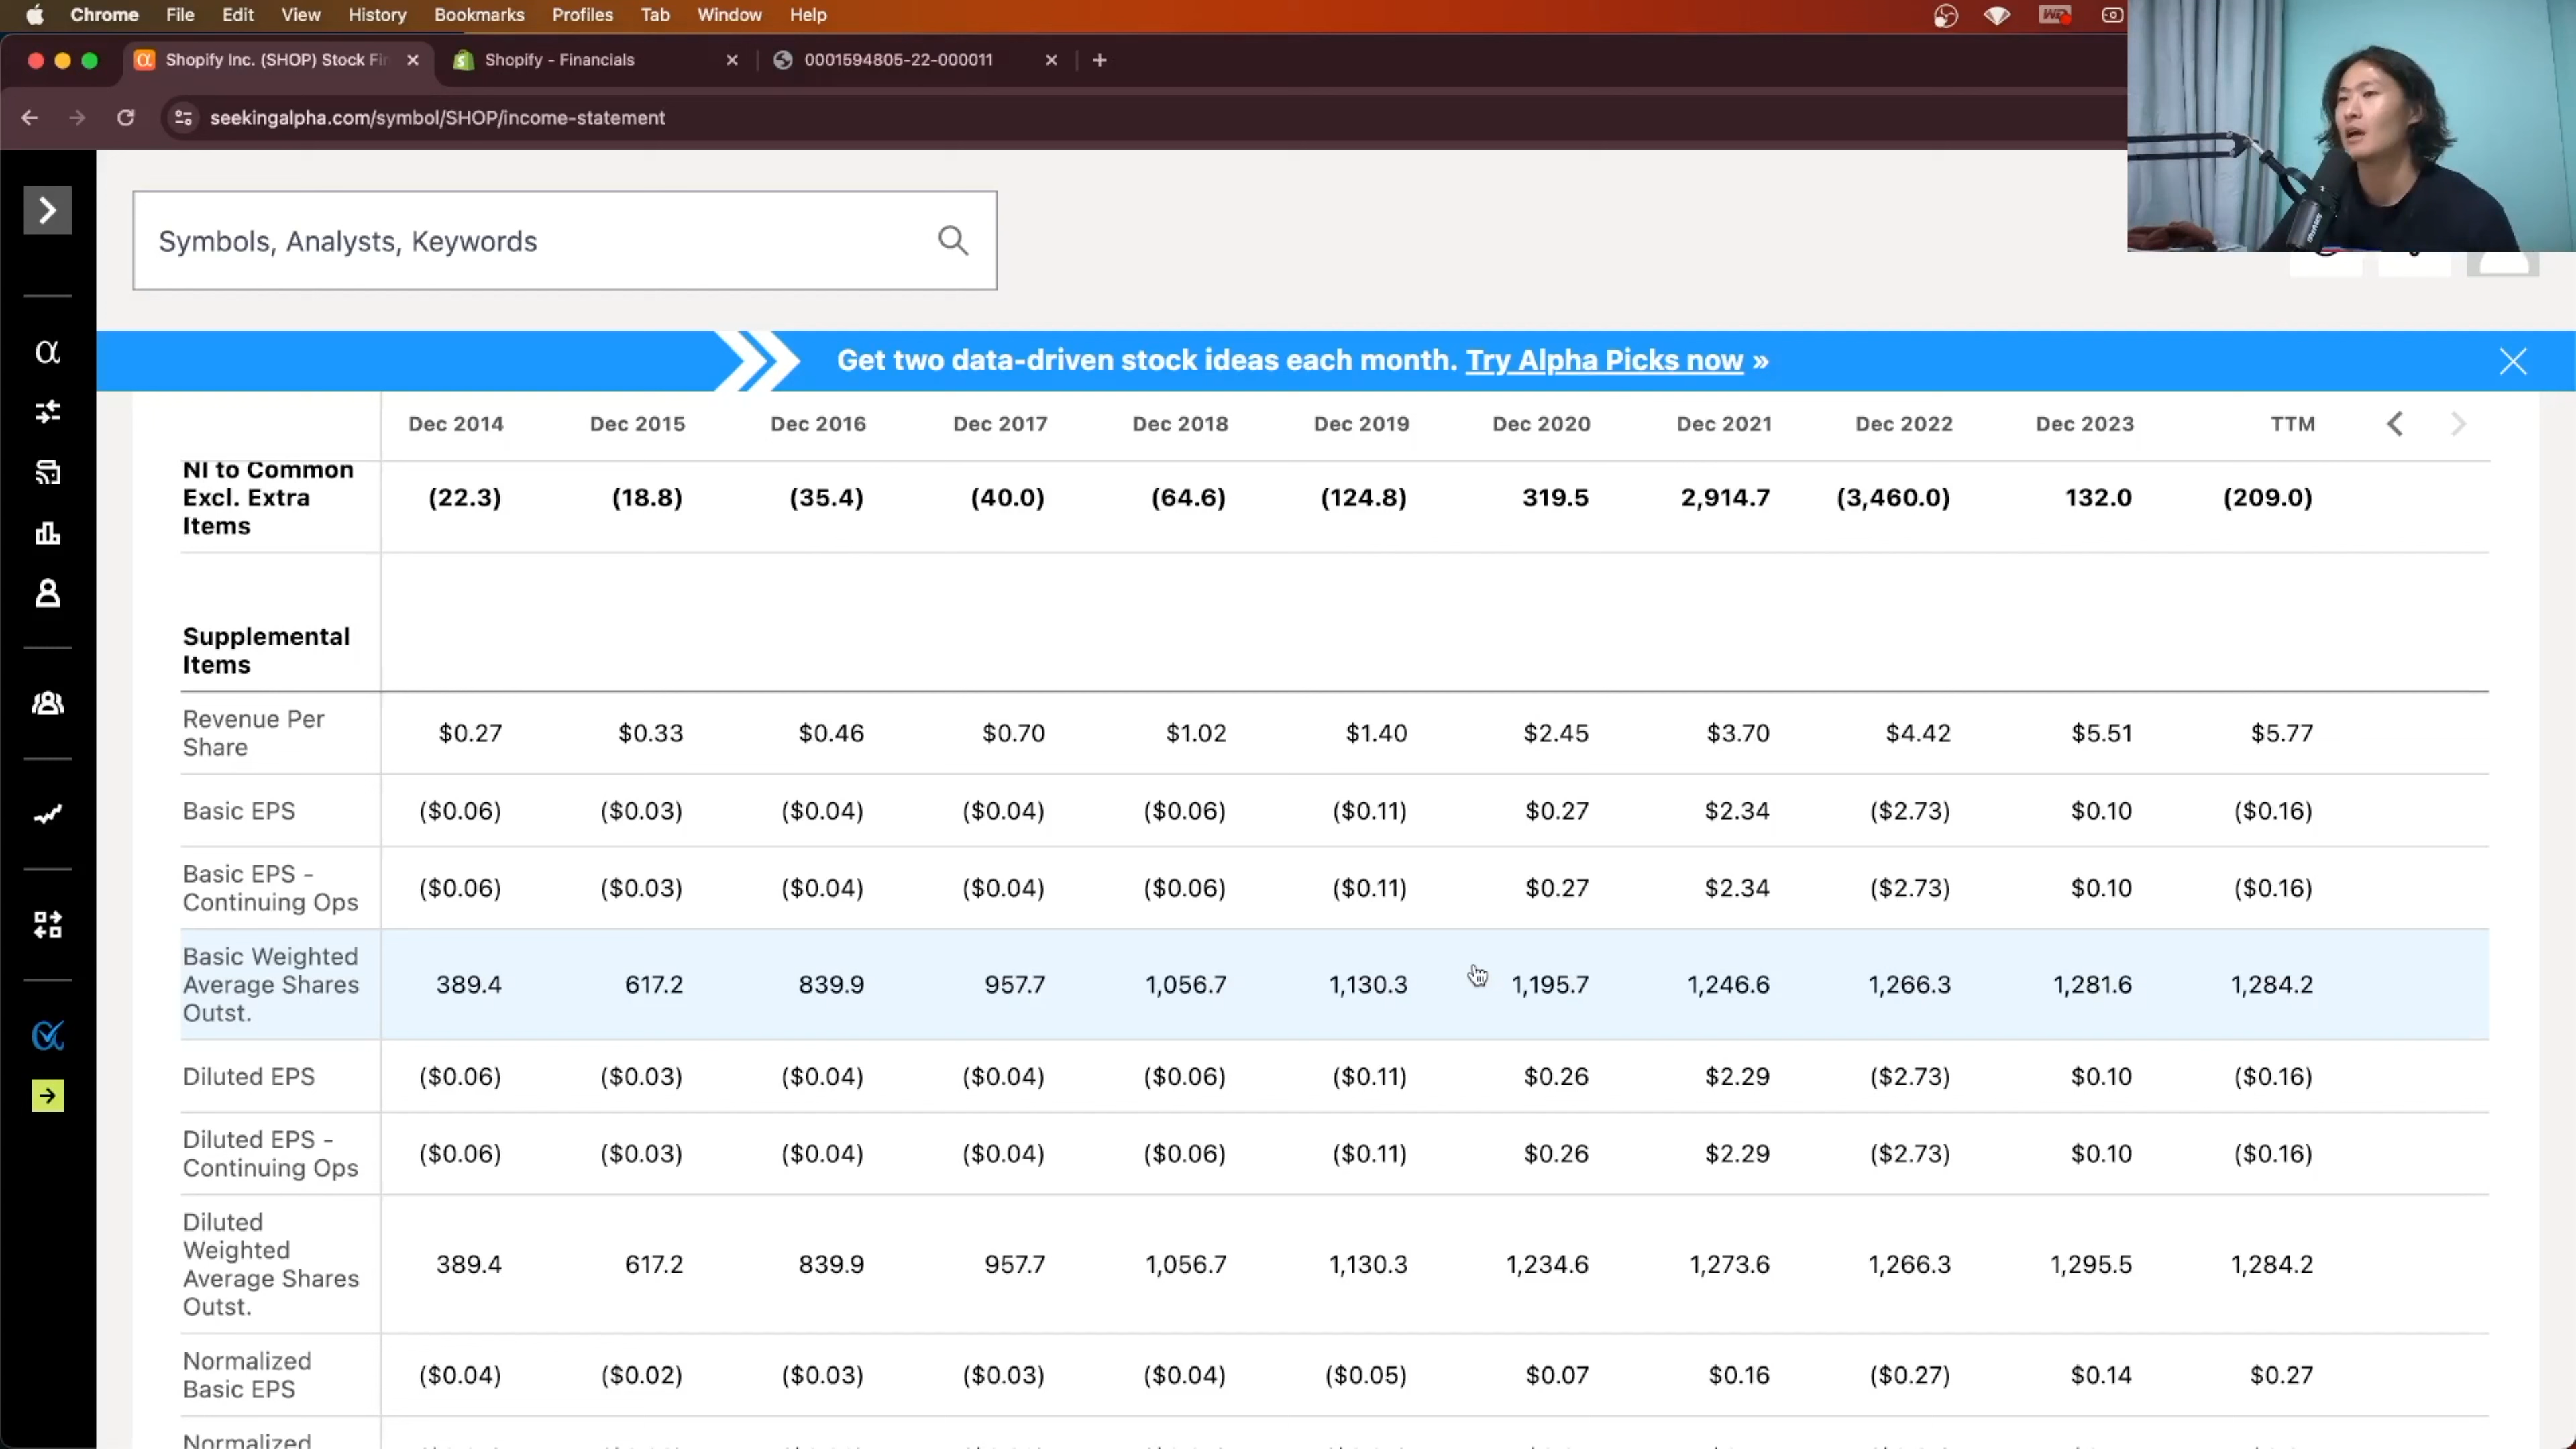 Chrome File Edit View History Bookmarks Profiles Tab Window Help
Shopify Inc. (SHOP) Stock Fi
Shopify - Financials
0001594805-22-000011
seekingalpha.com/symbol/SHOP/income-statement
Symbols, Analysts, Keywords
Get two data-driven stock ideas each month. Try Alpha Picks now »
Dec 2014 Dec 2015 Dec 2016 Dec 2017 Dec 2018 Dec 2019 Dec 2020 Dec 2021 Dec 2022 Dec 2023 TTM
NI to Common
Excl. Extra
Items
(22.3) (18.8) (35.4) (40.0) (64.6) (124.8) 319.5 2,914.7 (3,460.0) 132.0 (209.0)
Supplemental
Items
Revenue Per
Share
$0.27 $0.33 $0.46 $0.70 $1.02 $1.40 $2.45 $3.70 $4.42 $5.51 $5.77
Basic EPS ($0.06) ($0.03) ($0.04) ($0.04) ($0.06) ($0.11) $0.27 $2.34 ($2.73) $0.10 ($0.16)
Basic EPS -
Continuing Ops
($0.06) ($0.03) ($0.04) ($0.04) ($0.06) ($0.11) $0.27 $2.34 ($2.73) $0.10 ($0.16)
Basic Weighted
Average Shares
Outst.
389.4 617.2 839.9 957.7 1,056.7 1,130.3 1,195.7 1,246.6 1,266.3 1,281.6 1,284.2
Diluted EPS ($0.06) ($0.03) ($0.04) ($0.04) ($0.06) ($0.11) $0.26 $2.29 ($2.73) $0.10 ($0.16)
Diluted EPS -
Continuing Ops
($0.06) ($0.03) ($0.04) ($0.04) ($0.06) ($0.11) $0.26 $2.29 ($2.73) $0.10 ($0.16)
Diluted
Weighted
Average Shares
Outst.
389.4 617.2 839.9 957.7 1,056.7 1,130.3 1,234.6 1,273.6 1,266.3 1,295.5 1,284.2
Normalized
Basic EPS
($0.04) ($0.02) ($0.03) ($0.03) ($0.04) ($0.05) $0.07 $0.16 ($0.27) $0.14 $0.27
Normalized